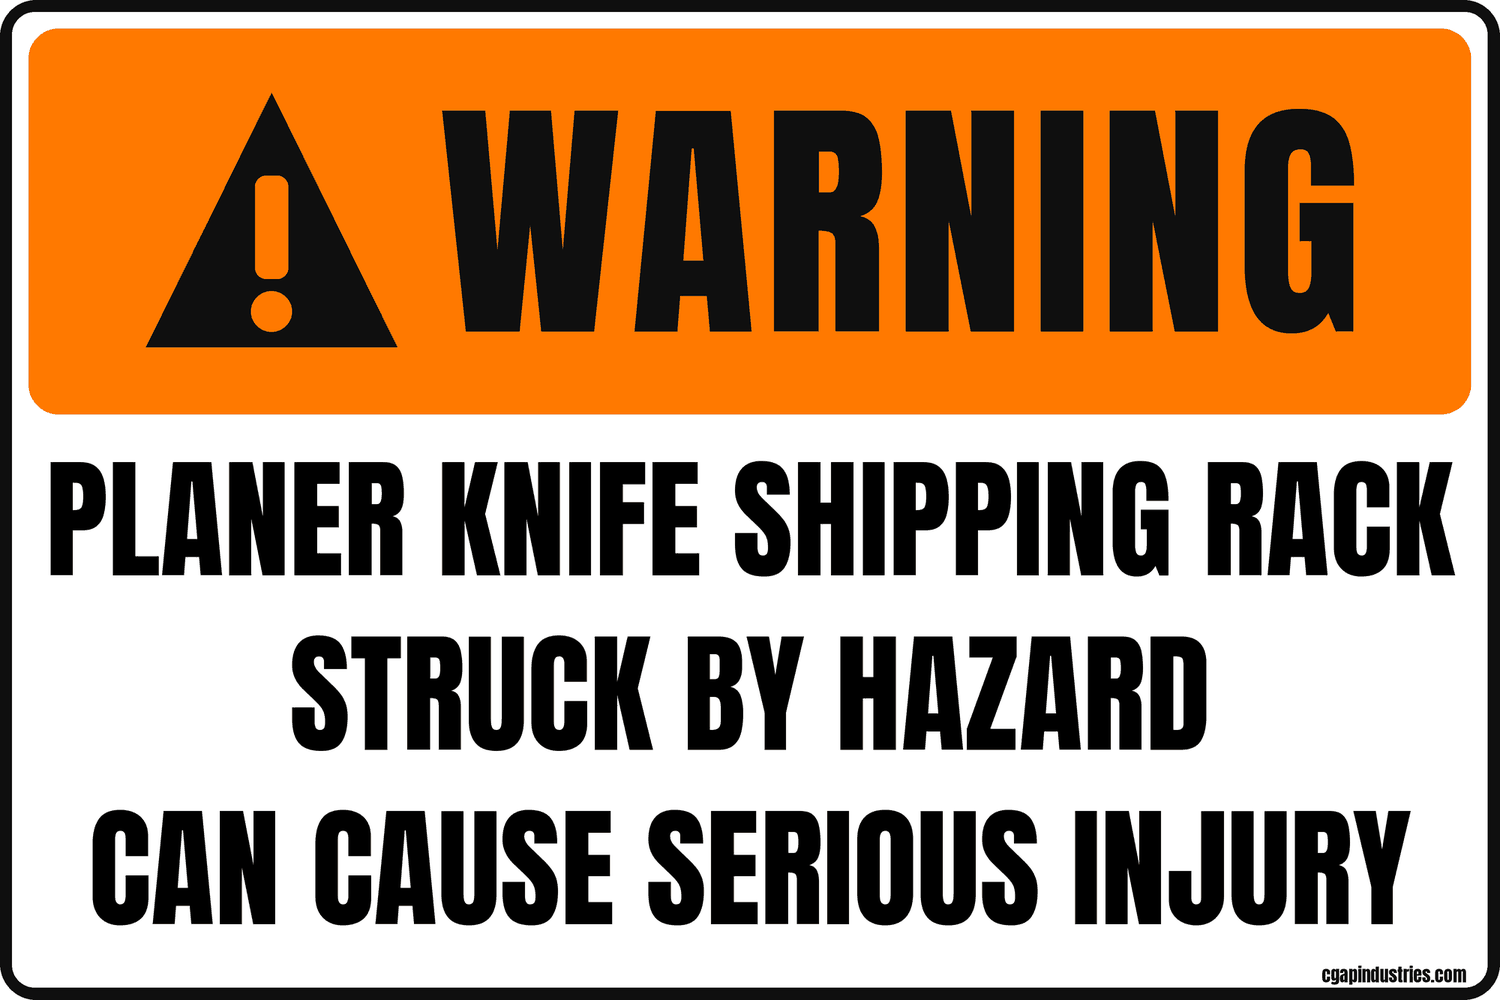 WARNING
PLANER KNIFE SHIPPING RACK
STRUCK BY HAZARD
CAN CAUSE SERIOUS INJURY
cgapindustries.com